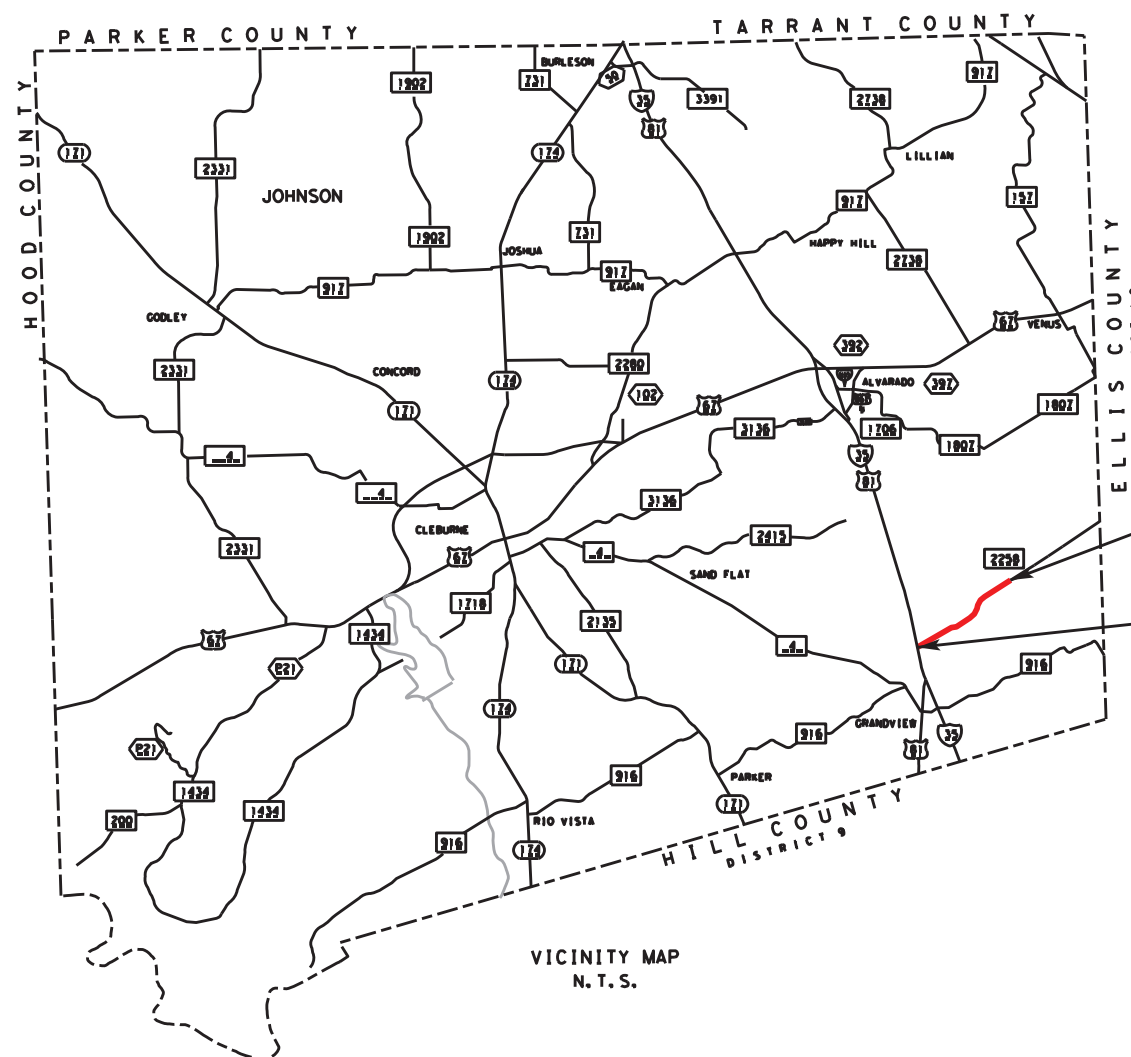 PARKER COUNTY
TARRANT COUNTY
HOOD COUNTY
ELLIS COUNTY
HILL COUNTY
DISTRICT 9
JOHNSON
BURLESON
731
50
35
81
3391
2738
917
1902
171
2331
174
LILLIAN
917
157
1902
731
JOSHUA
HAPPY HILL
2738
917
917
EAGAN
GODLEY
67
VENUS
392
2331
CONCORD
2280
174
102
ALVARADO
397
171
67
1807
3136
1706
1807
4
35
4
81
3136
CLEBURNE
2415
2331
67
4
SAND FLAT
2258
1718
2135
1434
67
4
916
171
174
GRANDVIEW
916
35
81
916
PARKER
1434
1434
171
200
RIO VISTA
916
174
VICINITY MAP
N.T.S.